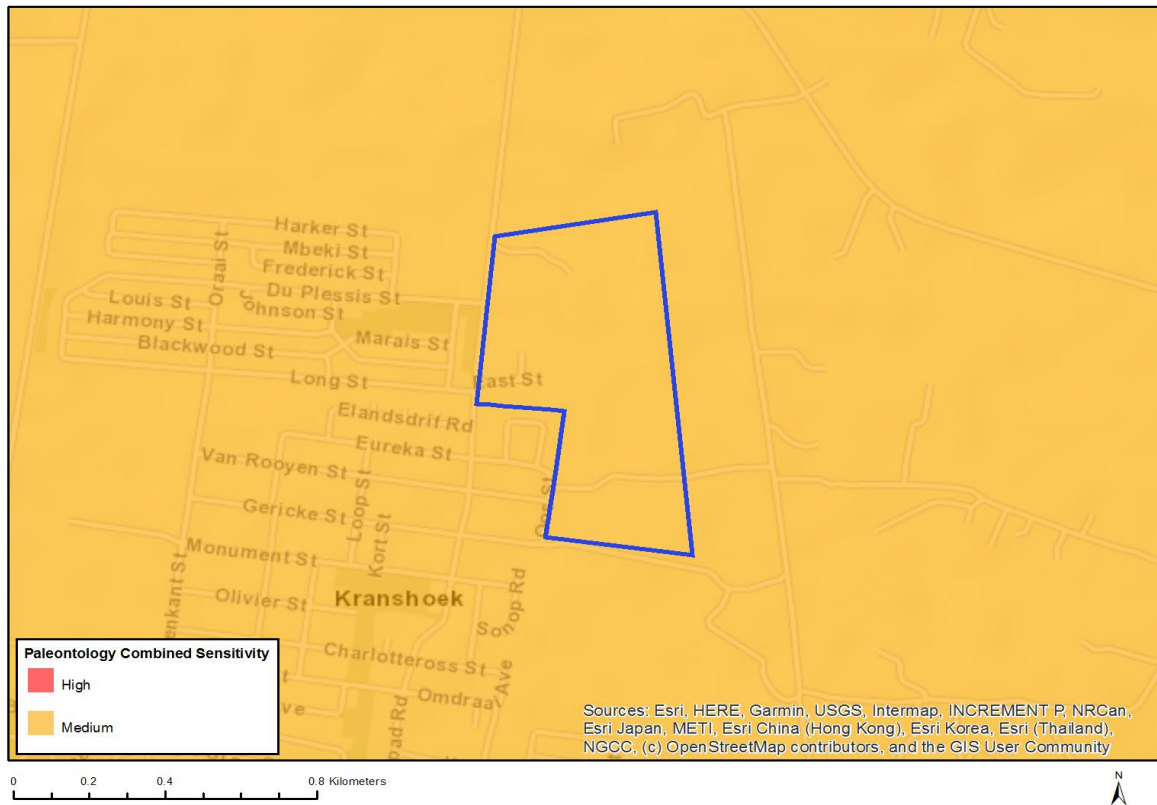 Harker St
Mbeki St
Frederick St
Oraai St
Du Plessis St
Louis St
Johnson St
Harmony St
Marais St
Blackwood St
Long St
East St
Elandsdrif Rd
Eureka St
Van Rooyen St
Loop St
Gericke St
Kort St
Monument St
Kranshoek
Olivier St
Sonop Rd
Charlotteross St
Omdraai Ave
Paleontology Combined Sensitivity
High
Medium
Sources: Esri, HERE, Garmin, USGS, Intermap, INCREMENT P, NRCan,
Esri Japan, METI, Esri China (Hong Kong), Esri Korea, Esri (Thailand),
NGCC, (c) OpenStreetMap contributors, and the GIS User Community
0 0.2 0.4 0.8 Kilometers
N